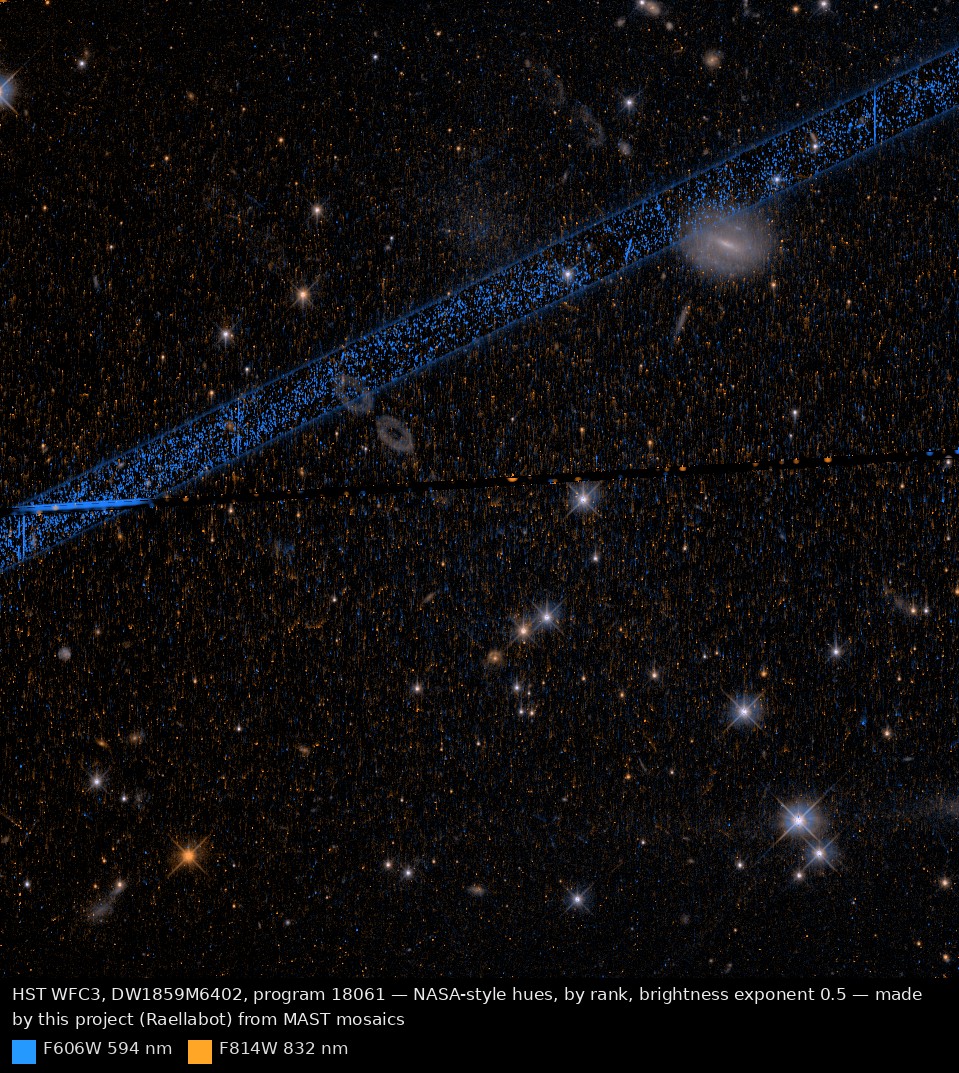 HST WFC3, DW1859M6402, program 18061 — NASA-style hues, by rank, brightness exponent 0.5 — made
by this project (Raellabot) from MAST mosaics
F606W 594 nm F814W 832 nm